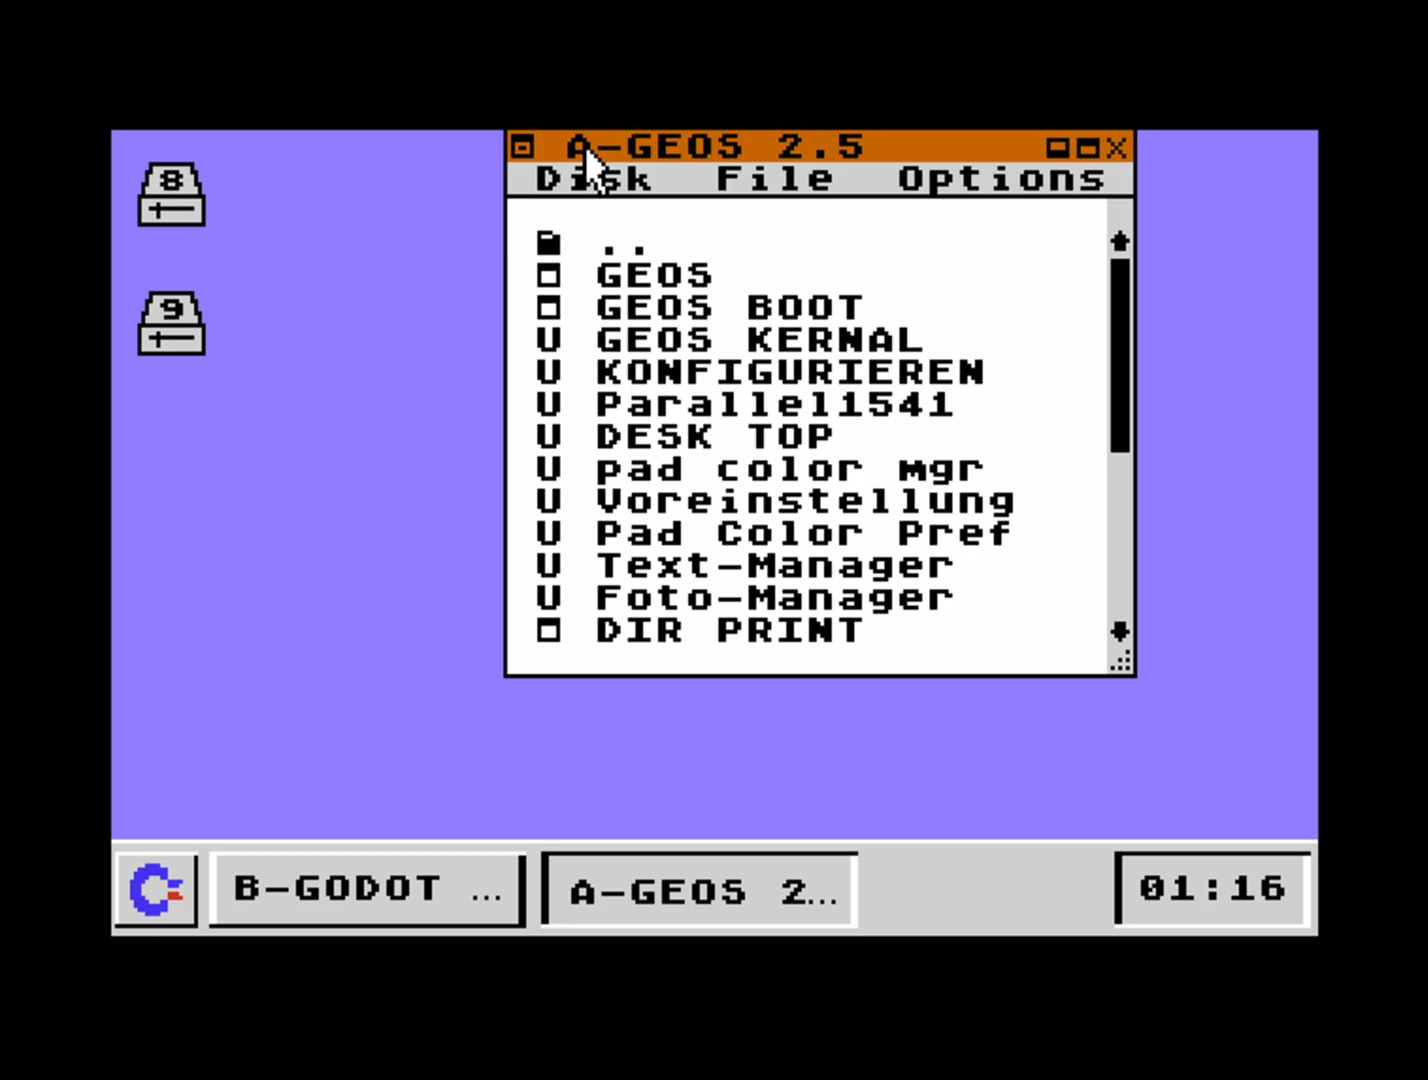 8
9
A-GEOS 2.5
Disk File Options
..
GEOS
GEOS BOOT
U GEOS KERNAL
U KONFIGURIEREN
U Parallel1541
U DESK TOP
U pad color mgr
U Voreinstellung
U Pad Color Pref
U Text-Manager
U Foto-Manager
DIR PRINT
B-GODOT ...
A-GEOS 2...
01:16